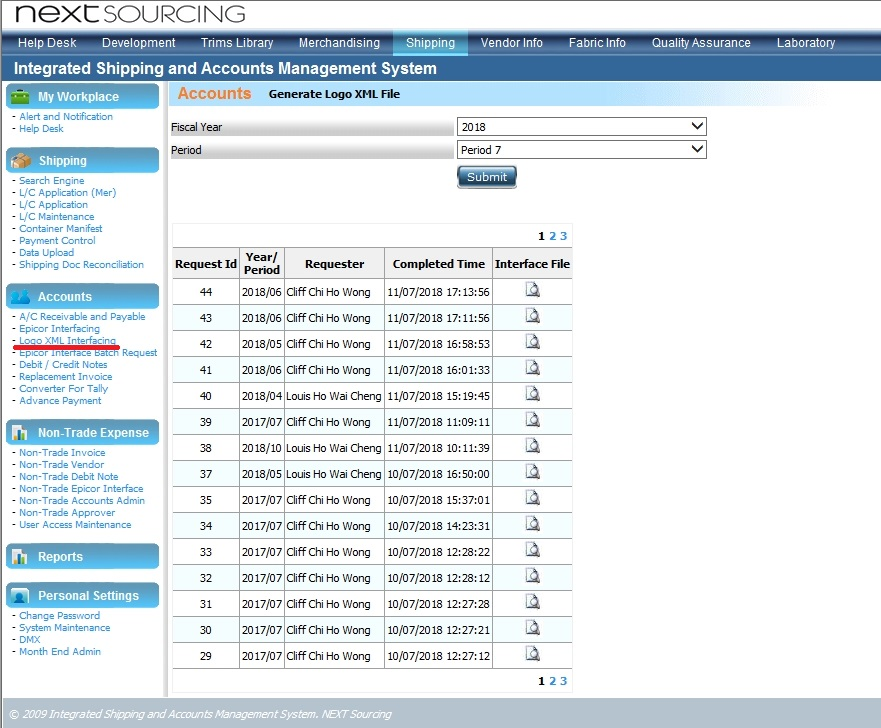 next SOURCING
Help Desk Development Trims Library Merchandising Shipping Vendor Info Fabric Info Quality Assurance Laboratory
Integrated Shipping and Accounts Management System
My Workplace
- Alert and Notification
- Help Desk
Shipping
- Search Engine
- L/C Application (Mer)
- L/C Application
- L/C Maintenance
- Container Manifest
- Payment Control
- Data Upload
- Shipping Doc Reconciliation
Accounts
- A/C Receivable and Payable
- Epicor Interfacing
- Logo XML Interfacing
- Epicor Interface Batch Request
- Debit / Credit Notes
- Replacement Invoice
- Converter For Tally
- Advance Payment
Non-Trade Expense
- Non-Trade Invoice
- Non-Trade Vendor
- Non-Trade Debit Note
- Non-Trade Epicor Interface
- Non-Trade Accounts Admin
- Non-Trade Approver
- User Access Maintenance
Reports
Personal Settings
- Change Password
- System Maintenance
- DMX
- Month End Admin
Accounts Generate Logo XML File
Fiscal Year 2018
Period Period 7
Submit
1 2 3
Request Id Year/ Period Requester Completed Time Interface File
44 2018/06 Cliff Chi Ho Wong 11/07/2018 17:13:56
43 2018/06 Cliff Chi Ho Wong 11/07/2018 17:11:56
42 2018/05 Cliff Chi Ho Wong 11/07/2018 16:58:53
41 2018/06 Cliff Chi Ho Wong 11/07/2018 16:01:33
40 2018/04 Louis Ho Wai Cheng 11/07/2018 15:19:45
39 2017/07 Cliff Chi Ho Wong 11/07/2018 11:09:11
38 2018/10 Louis Ho Wai Cheng 11/07/2018 10:11:39
37 2018/05 Louis Ho Wai Cheng 10/07/2018 16:50:00
35 2017/07 Cliff Chi Ho Wong 10/07/2018 15:37:01
34 2017/07 Cliff Chi Ho Wong 10/07/2018 14:23:31
33 2017/07 Cliff Chi Ho Wong 10/07/2018 12:28:22
32 2017/07 Cliff Chi Ho Wong 10/07/2018 12:28:12
31 2017/07 Cliff Chi Ho Wong 10/07/2018 12:27:28
30 2017/07 Cliff Chi Ho Wong 10/07/2018 12:27:21
29 2017/07 Cliff Chi Ho Wong 10/07/2018 12:27:12
1 2 3
© 2009 Integrated Shipping and Accounts Management System. NEXT Sourcing